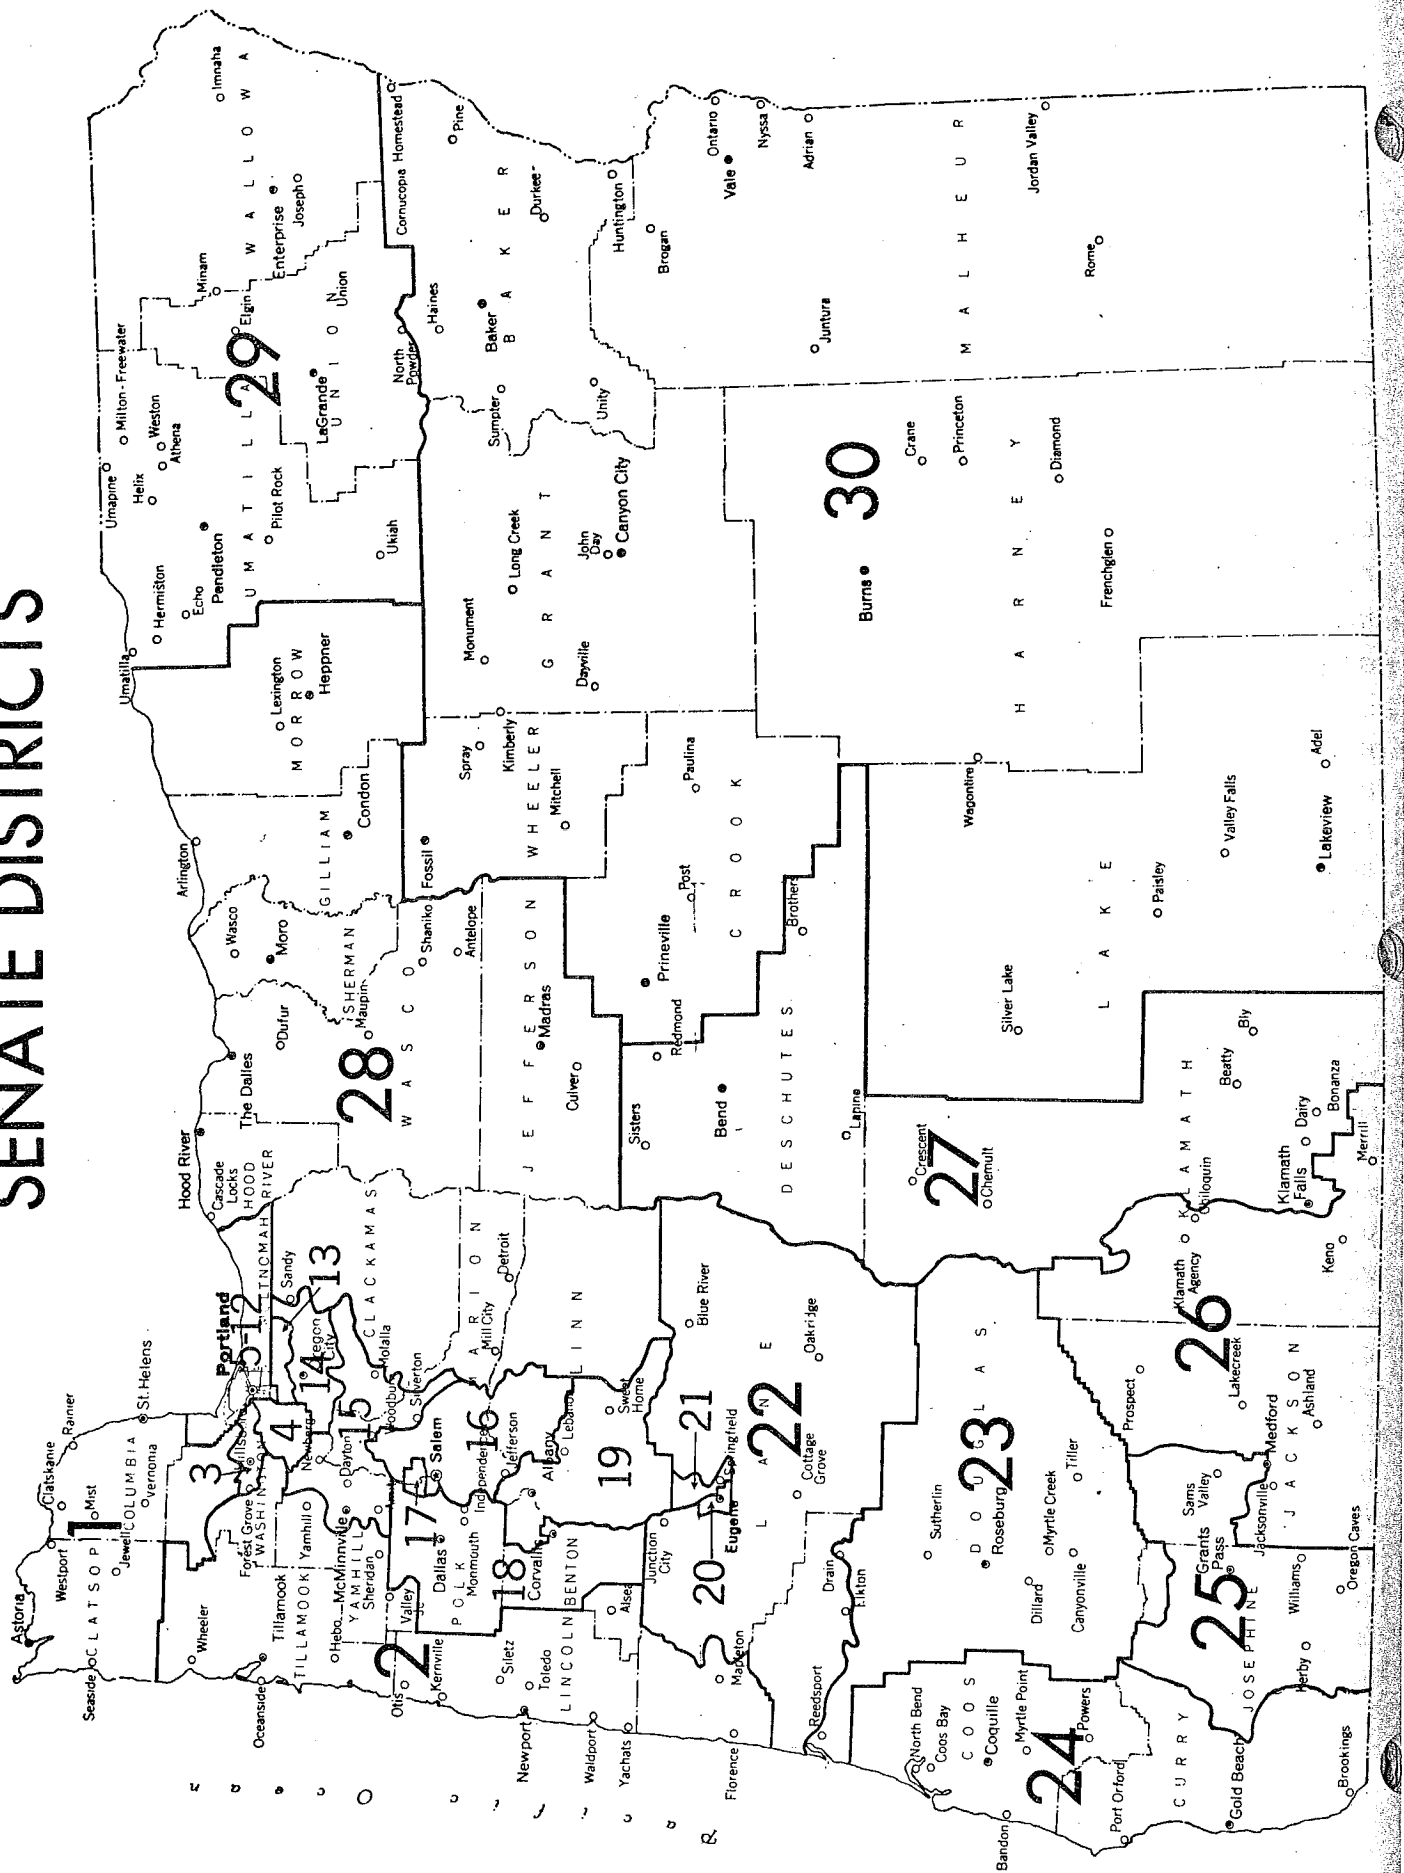 SENATE DISTRICTS
Pacific Ocean
Astoria
Seaside
Westport
CLATSOP
Jewell
1
Mist
Clatskanie
Rainier
COLUMBIA
Vernonia
St. Helens
Wheeler
Oceanside
Tillamook
TILLAMOOK
Hebo
Forest Grove
WASHINGTON
3
4
Portland
5-12
13
14
15
Sandy
CLACKAMAS
Molalla
Yamhill
McMinnville
YAMHILL
Sheridan
Dayton
Otis
2
Kernville
Valley
Siletz
Newport
Toledo
LINCOLN
Waldport
Yachats
Dallas
POLK
Monmouth
Independence
17
Salem
Silverton
16
Jefferson
MARION
Mill City
Detroit
18
Corvallis
BENTON
Alsea
Albany
Lebanon
19
Sweet Home
LINN
Junction City
20
21
Eugene
Springfield
22
LANE
Blue River
Oakridge
Cottage Grove
Mapleton
Florence
Reedsport
Drain
Elkton
Sutherlin
DOUGLAS
Roseburg
23
Myrtle Creek
Tiller
Dillard
Canyonville
North Bend
Coos Bay
COOS
Coquille
Myrtle Point
24
Powers
Bandon
Port Orford
CURRY
Gold Beach
Brookings
25
JOSEPHINE
Grants Pass
Williams
Kerby
Oregon Caves
Sams Valley
Jacksonville
Medford
JACKSON
Ashland
Lakecreek
Prospect
26
Klamath Agency
Chiloquin
KLAMATH
Klamath Falls
Keno
Dairy
Bonanza
Merrill
Beatty
Bly
27
Crescent
Chemult
Lapine
DESCHUTES
Bend
Sisters
Redmond
Brothers
Hood River
Cascade Locks
HOOD RIVER
The Dalles
Dufur
28
WASCO
Maupin
Shaniko
Antelope
SHERMAN
Wasco
Moro
JEFFERSON
Madras
Culver
Arlington
GILLIAM
Condon
MORROW
Lexington
Heppner
Fossil
WHEELER
Spray
Kimberly
Mitchell
CROOK
Prineville
Post
Paulina
LAKE
Silver Lake
Wagontire
Paisley
Valley Falls
Lakeview
Adel
Umatilla
Hermiston
Echo
Pendleton
UMATILLA
Pilot Rock
Ukiah
Umapine
Helix
Athena
Weston
Milton-Freewater
29
Elgin
Minam
LaGrande
UNION
Union
North Powder
WALLOWA
Enterprise
Joseph
Imnaha
Monument
Long Creek
GRANT
Dayville
John Day
Canyon City
Cornucopia
Homestead
Pine
Haines
Baker
BAKER
Sumpter
Durkee
Unity
Huntington
30
Burns
Crane
Princeton
HARNEY
Diamond
Frenchglen
Brogan
Ontario
Vale
Nyssa
Adrian
Juntura
MALHEUR
Jordan Valley
Rome